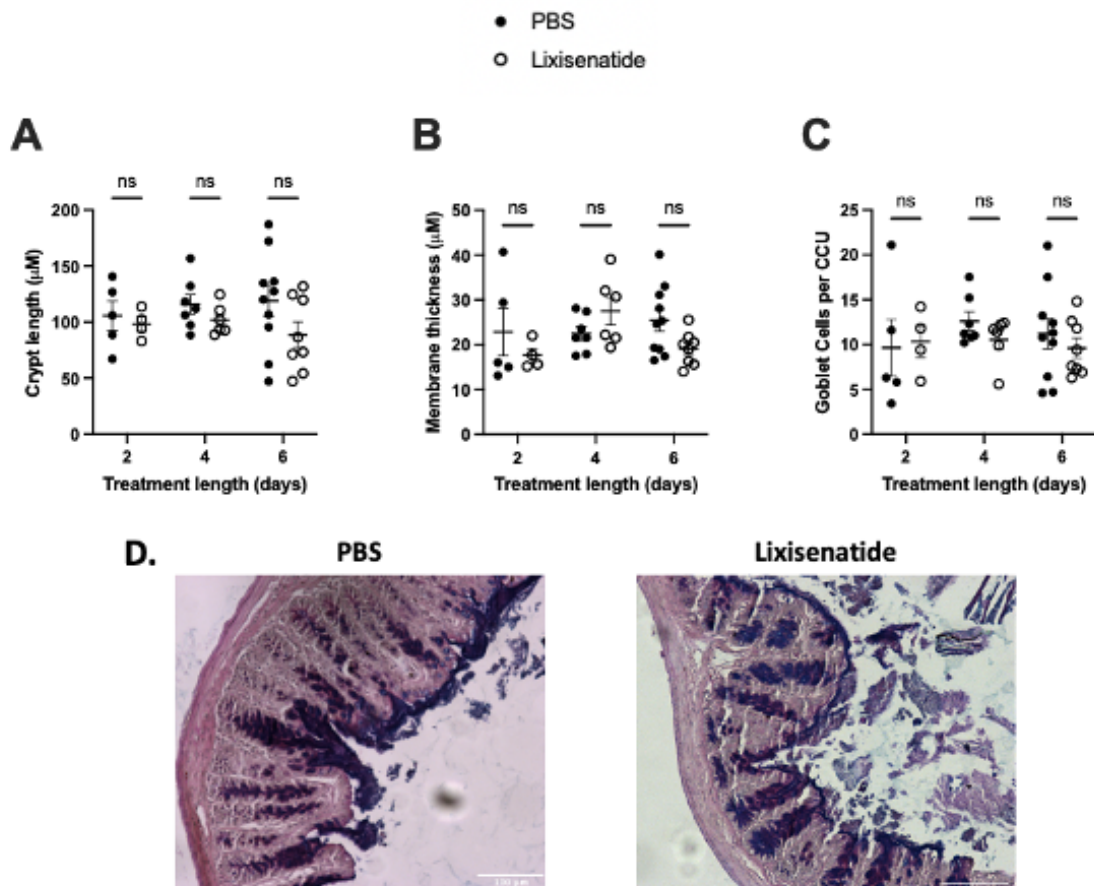 PBS
Lixisenatide
A
B
C
ns ns ns
ns ns ns
ns ns ns
Crypt length (μM)
200
150
100
50
0
2 4 6
Treatment length (days)
Membrane thickness (μM)
50
40
30
20
10
0
2 4 6
Treatment length (days)
Goblet Cells per CCU
25
20
15
10
5
0
2 4 6
Treatment length (days)
D.
PBS
Lixisenatide